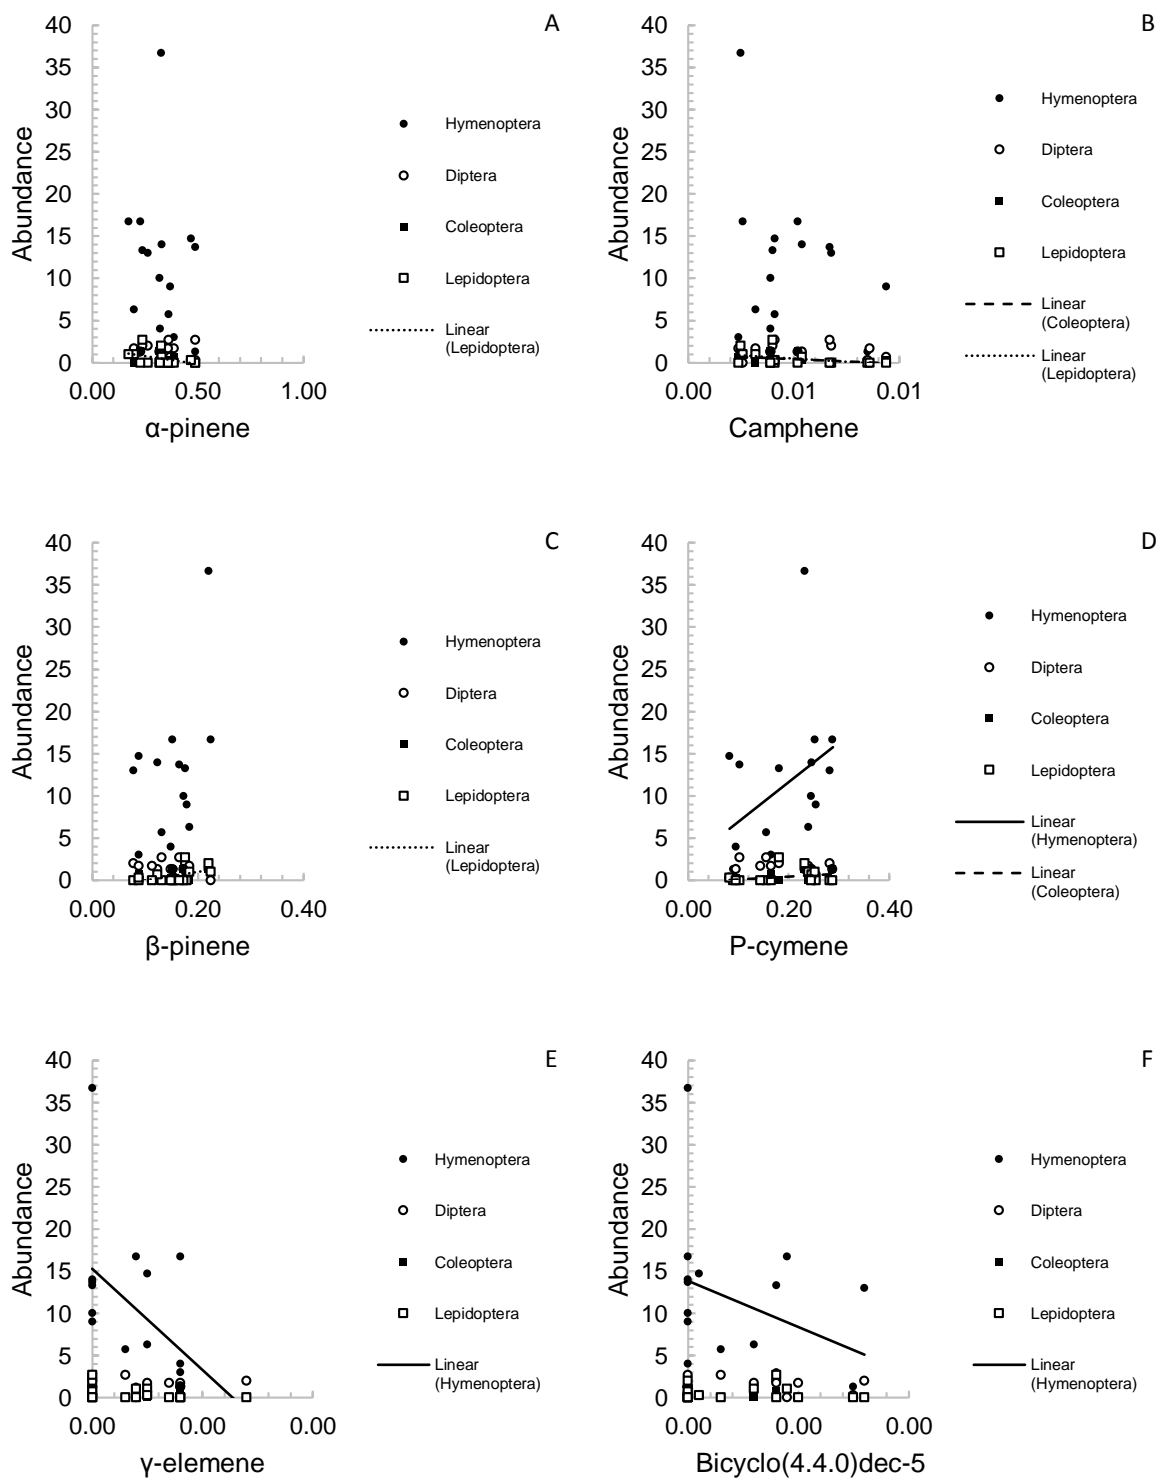 A
40
35
30
25
20
15
10
5
0
Abundance
0.00 0.50 1.00
α-pinene
Hymenoptera
Diptera
Coleoptera
Lepidoptera
Linear
(Lepidoptera)
B
40
35
30
25
20
15
10
5
0
Abundance
0.00 0.01 0.01
Camphene
Hymenoptera
Diptera
Coleoptera
Lepidoptera
Linear
(Coleoptera)
Linear
(Lepidoptera)
C
40
35
30
25
20
15
10
5
0
Abundance
0.00 0.20 0.40
β-pinene
Hymenoptera
Diptera
Coleoptera
Lepidoptera
Linear
(Lepidoptera)
D
40
35
30
25
20
15
10
5
0
Abundance
0.00 0.20 0.40
P-cymene
Hymenoptera
Diptera
Coleoptera
Lepidoptera
Linear
(Hymenoptera)
Linear
(Coleoptera)
E
40
35
30
25
20
15
10
5
0
Abundance
0.00 0.00 0.00
γ-elemene
Hymenoptera
Diptera
Coleoptera
Lepidoptera
Linear
(Hymenoptera)
F
40
35
30
25
20
15
10
5
0
Abundance
0.00 0.00 0.00
Bicyclo(4.4.0)dec-5
Hymenoptera
Diptera
Coleoptera
Lepidoptera
Linear
(Hymenoptera)